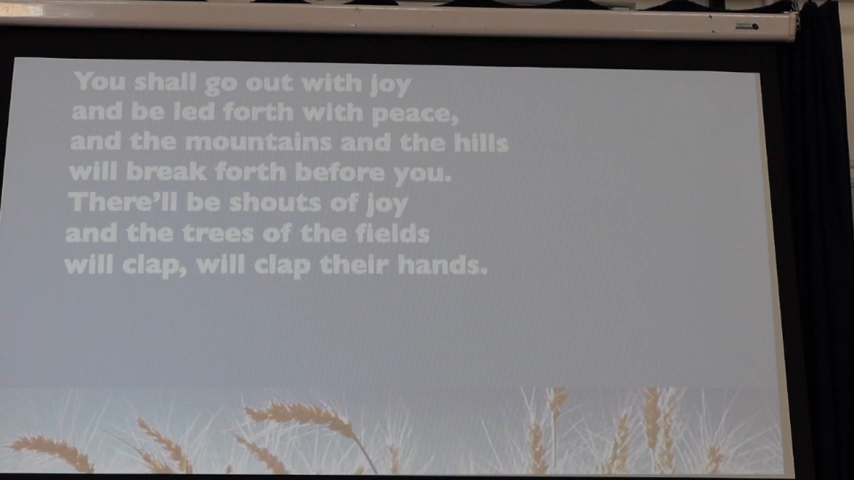 You shall go out with joy
and be led forth with peace,
and the mountains and the hills
will break forth before you.
There’ll be shouts of joy
and the trees of the fields
will clap, will clap their hands.